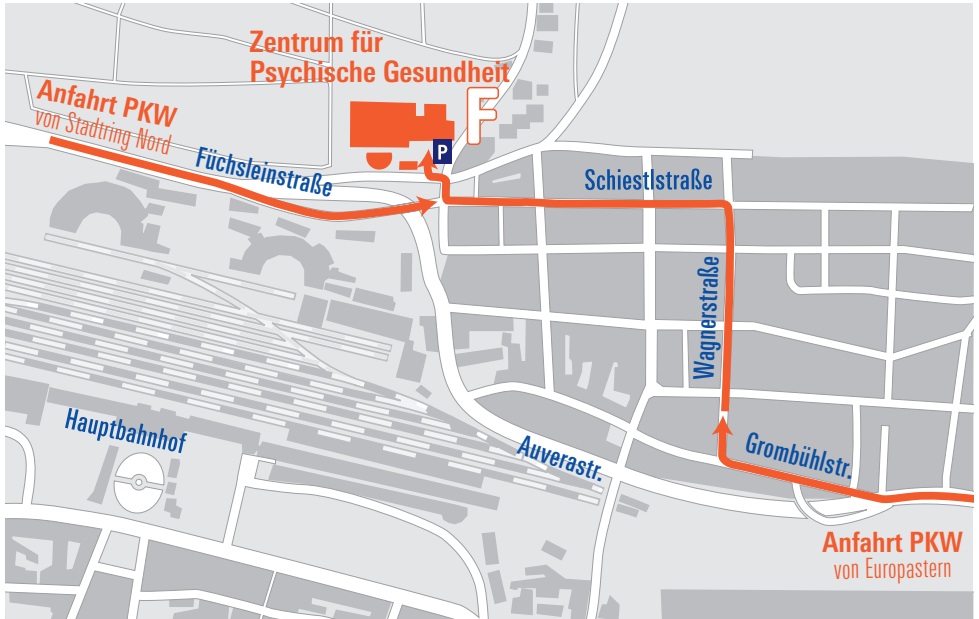 Zentrum für
Psychische Gesundheit
F
Anfahrt PKW
von Stadtring Nord
P
Füchsleinstraße
Schiestlstraße
Wagnerstraße
Hauptbahnhof
Auverastr.
Grombühlstr.
Anfahrt PKW
von Europastern